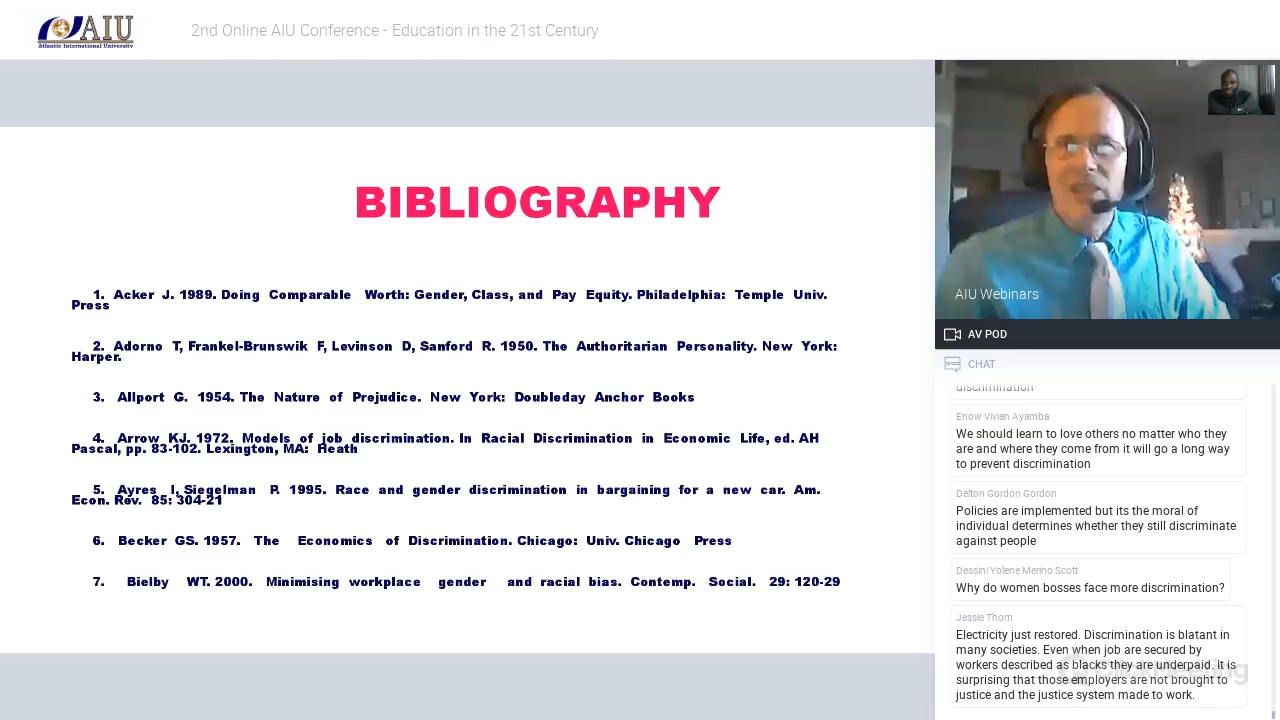 AIU
Atlantic International University
2nd Online AIU Conference - Education in the 21st Century
BIBLIOGRAPHY
1. Acker J. 1989. Doing Comparable Worth: Gender, Class, and Pay Equity. Philadelphia: Temple Univ.
Press
2. Adorno T, Frankel-Brunswik F, Levinson D, Sanford R. 1950. The Authoritarian Personality. New York:
Harper.
3. Allport G. 1954. The Nature of Prejudice. New York: Doubleday Anchor Books
4. Arrow KJ. 1972. Models of job discrimination. In Racial Discrimination in Economic Life, ed. AH
Pascal, pp. 83-102. Lexington, MA: Heath
5. Ayres I, Siegelman P. 1995. Race and gender discrimination in bargaining for a new car. Am.
Econ. Rev. 85: 304-21
6. Becker GS. 1957. The Economics of Discrimination. Chicago: Univ. Chicago Press
7. Bielby WT. 2000. Minimising workplace gender and racial bias. Contemp. Social. 29: 120-29
AIU Webinars
AV POD
CHAT
discrimination
Enow Vivian Ayamba
We should learn to love others no matter who they
are and where they come from it will go a long way
to prevent discrimination
Delton Gordon Gordon
Policies are implemented but its the moral of
individual determines whether they still discriminate
against people
Dessini Yolene Merino Scott
Why do women bosses face more discrimination?
Jessie Thom
Electricity just restored. Discrimination is blatant in
many societies. Even when job are secured by
workers described as blacks they are underpaid. It is
surprising that those employers are not brought to
justice and the justice system made to work.
ClickMeeting